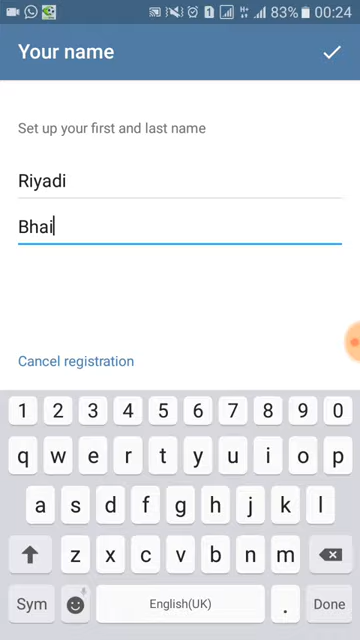 83% 00:24
Your name
Set up your first and last name
Riyadi
Bhai
Cancel registration
1 2 3 4 5 6 7 8 9 0
q w e r t y u i o p
a s d f g h j k l
z x c v b n m
Sym English(UK) . Done